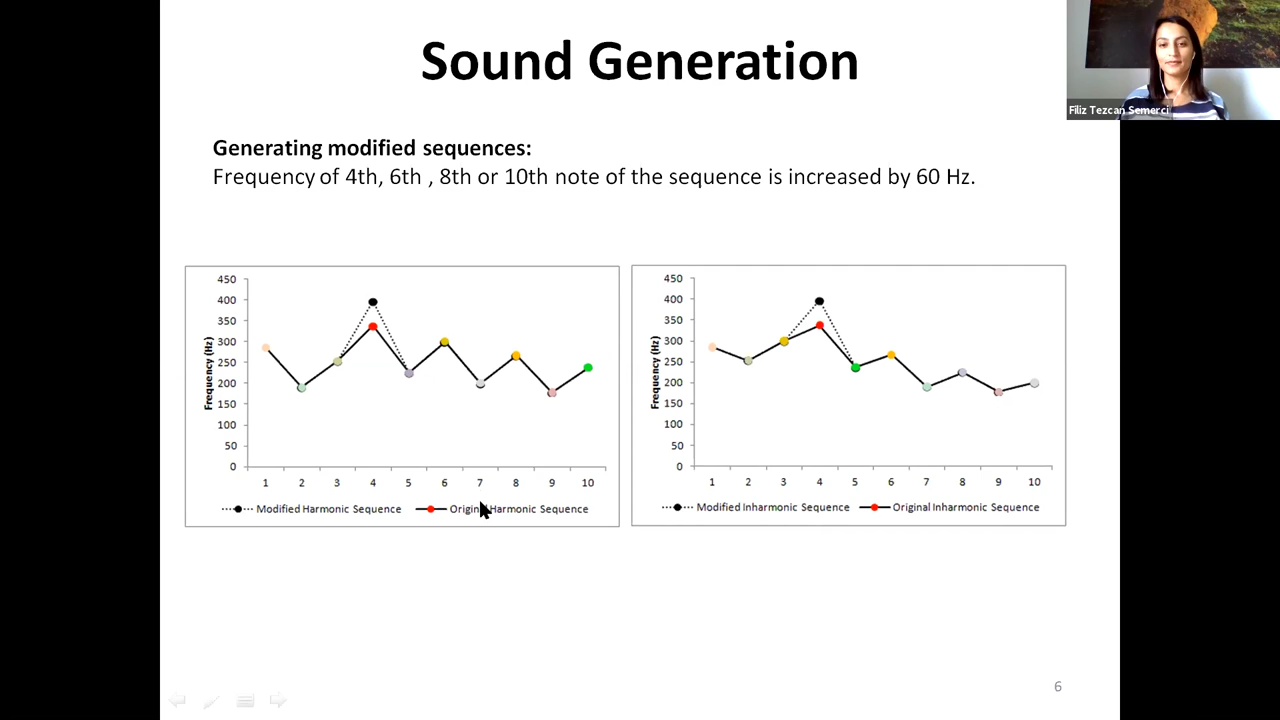 Sound Generation
Filiz Tezcan Semerci
Generating modified sequences:
Frequency of 4th, 6th , 8th or 10th note of the sequence is increased by 60 Hz.
450
400
350
300
250
200
150
100
50
0
Frequency (Hz)
1 2 3 4 5 6 7 8 9 10
Modified Harmonic Sequence Original Harmonic Sequence
450
400
350
300
250
200
150
100
50
0
Frequency (Hz)
1 2 3 4 5 6 7 8 9 10
Modified Inharmonic Sequence Original Inharmonic Sequence
6